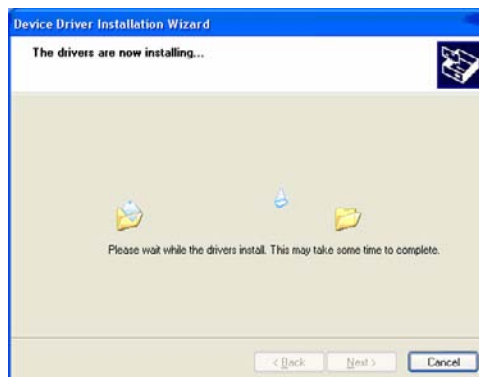 Device Driver Installation Wizard
The drivers are now installing...
Please wait while the drivers install. This may take some time to complete.
< Back Next > Cancel